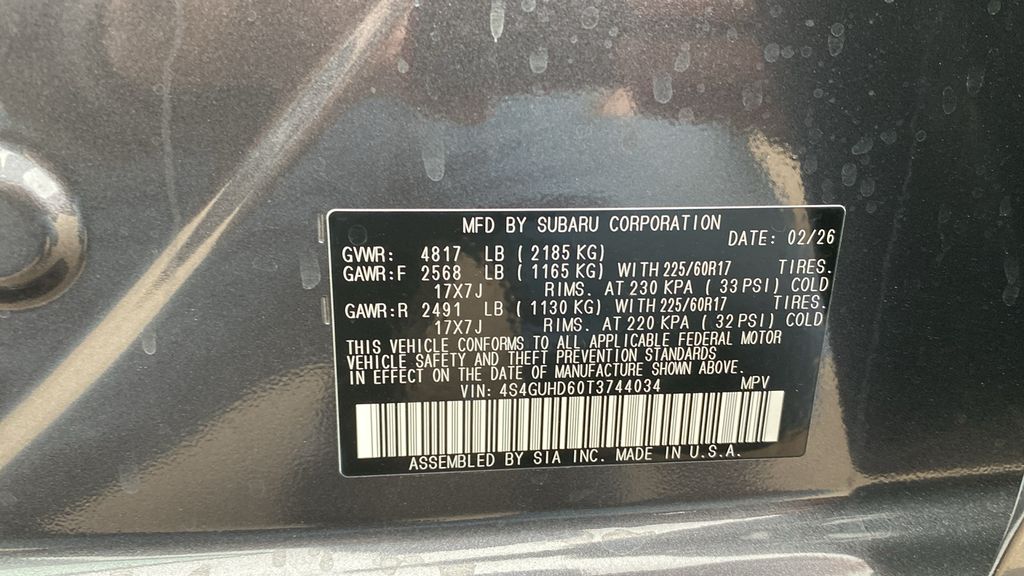 MFD BY SUBARU CORPORATION
DATE: 02/26
GVWR: 4817 LB ( 2185 KG)
GAWR:F 2568 LB ( 1165 KG) WITH 225/60R17 TIRES.
17X7J RIMS. AT 230 KPA ( 33 PSI) COLD
GAWR:R 2491 LB ( 1130 KG) WITH 225/60R17 TIRES.
17X7J RIMS. AT 220 KPA ( 32 PSI) COLD
THIS VEHICLE CONFORMS TO ALL APPLICABLE FEDERAL MOTOR
VEHICLE SAFETY AND THEFT PREVENTION STANDARDS
IN EFFECT ON THE DATE OF MANUFACTURE SHOWN ABOVE.
VIN: 4S4GUHD60T3744034 MPV
ASSEMBLED BY SIA INC. MADE IN U.S.A.